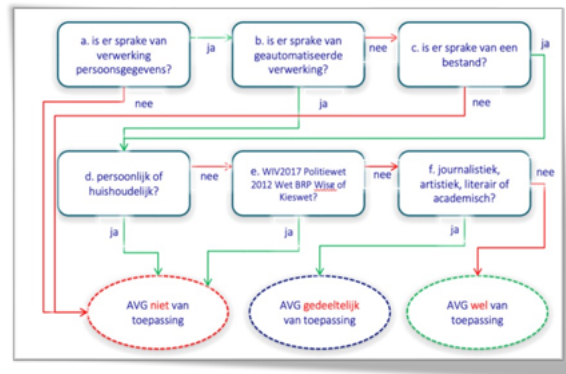 a. is er sprake van
verwerking
persoonsgegevens?
ja
b. is er sprake van
geautomatiseerde
verwerking?
nee
c. is er sprake van een
bestand?
ja
nee
ja
nee
d. persoonlijk of
huishoudelijk?
nee
e. WIV2017 Politiewet
2012 Wet BRP Wise of
Kieswet?
nee
f. journalistiek,
artistiek, literair of
academisch?
nee
ja
ja
ja
AVG niet van
toepassing
AVG gedeeltelijk
van toepassing
AVG wel van
toepassing